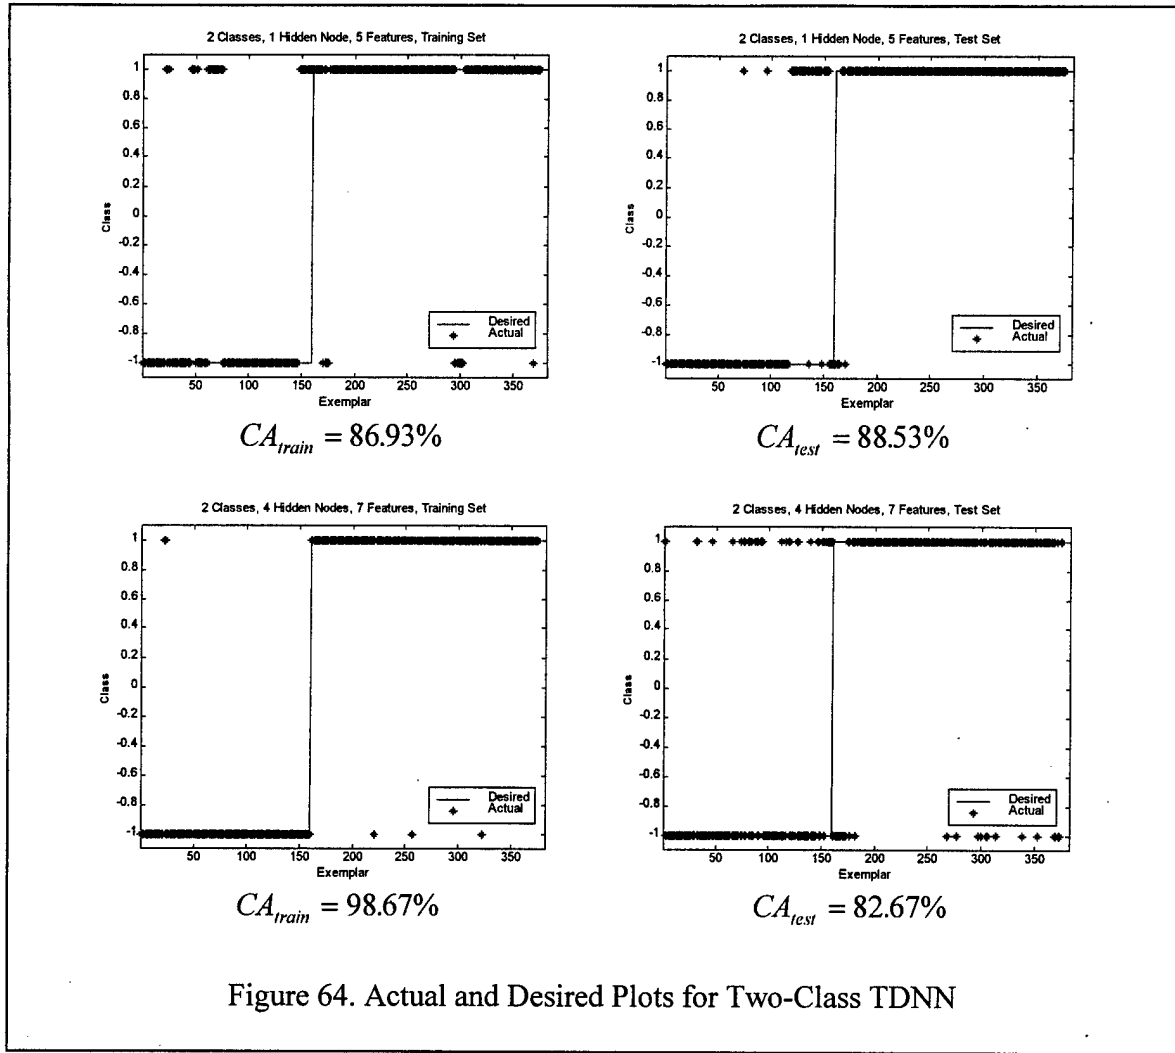 2 Classes, 1 Hidden Node, 5 Features, Training Set
1
0.8
0.6
0.4
0.2
0
-0.2
-0.4
-0.6
-0.8
-1
Class
Desired
Actual
50 100 150 200 250 300 350
Exemplar
CA_train = 86.93%
2 Classes, 1 Hidden Node, 5 Features, Test Set
1
0.8
0.6
0.4
0.2
0
-0.2
-0.4
-0.6
-0.8
-1
Class
Desired
Actual
50 100 150 200 250 300 350
Exemplar
CA_test = 88.53%
2 Classes, 4 Hidden Nodes, 7 Features, Training Set
1
0.8
0.6
0.4
0.2
0
-0.2
-0.4
-0.6
-0.8
-1
Class
Desired
Actual
50 100 150 200 250 300 350
Exemplar
CA_train = 98.67%
2 Classes, 4 Hidden Nodes, 7 Features, Test Set
1
0.8
0.6
0.4
0.2
0
-0.2
-0.4
-0.6
-0.8
-1
Class
Desired
Actual
50 100 150 200 250 300 350
Exemplar
CA_test = 82.67%
Figure 64. Actual and Desired Plots for Two-Class TDNN